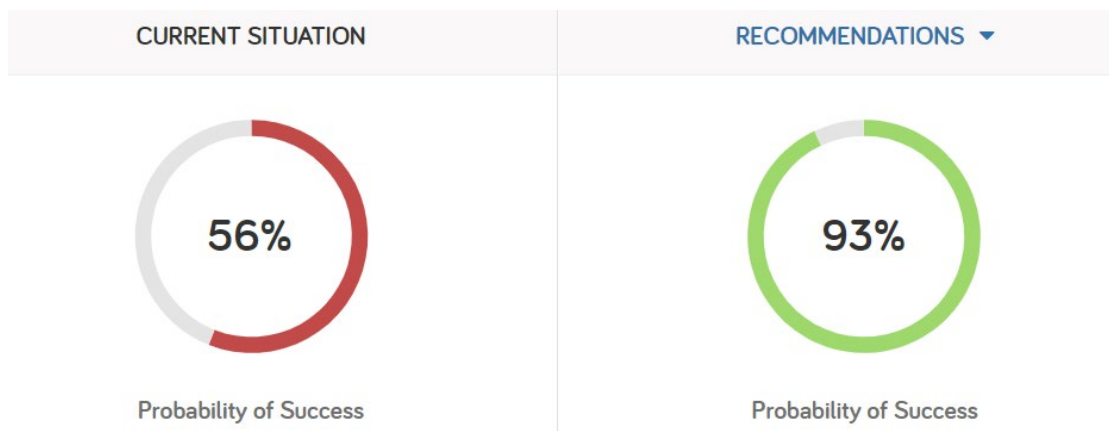 CURRENT SITUATION
RECOMMENDATIONS
56%
93%
Probability of Success
Probability of Success